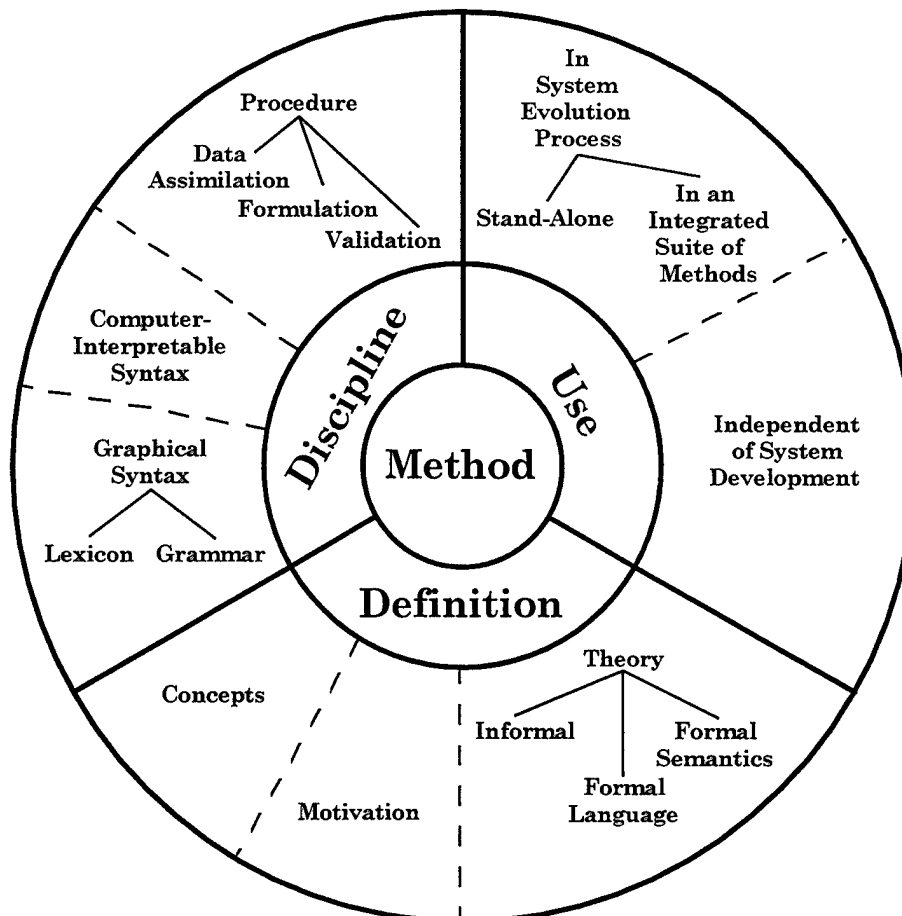 In
System
Evolution
Process
Stand-Alone
In an
Integrated
Suite of
Methods
Procedure
Data
Assimilation
Formulation
Validation
Computer-
Interpretable
Syntax
Graphical
Syntax
Lexicon
Grammar
Discipline
Use
Method
Definition
Independent
of System
Development
Concepts
Motivation
Theory
Informal
Formal
Semantics
Formal
Language